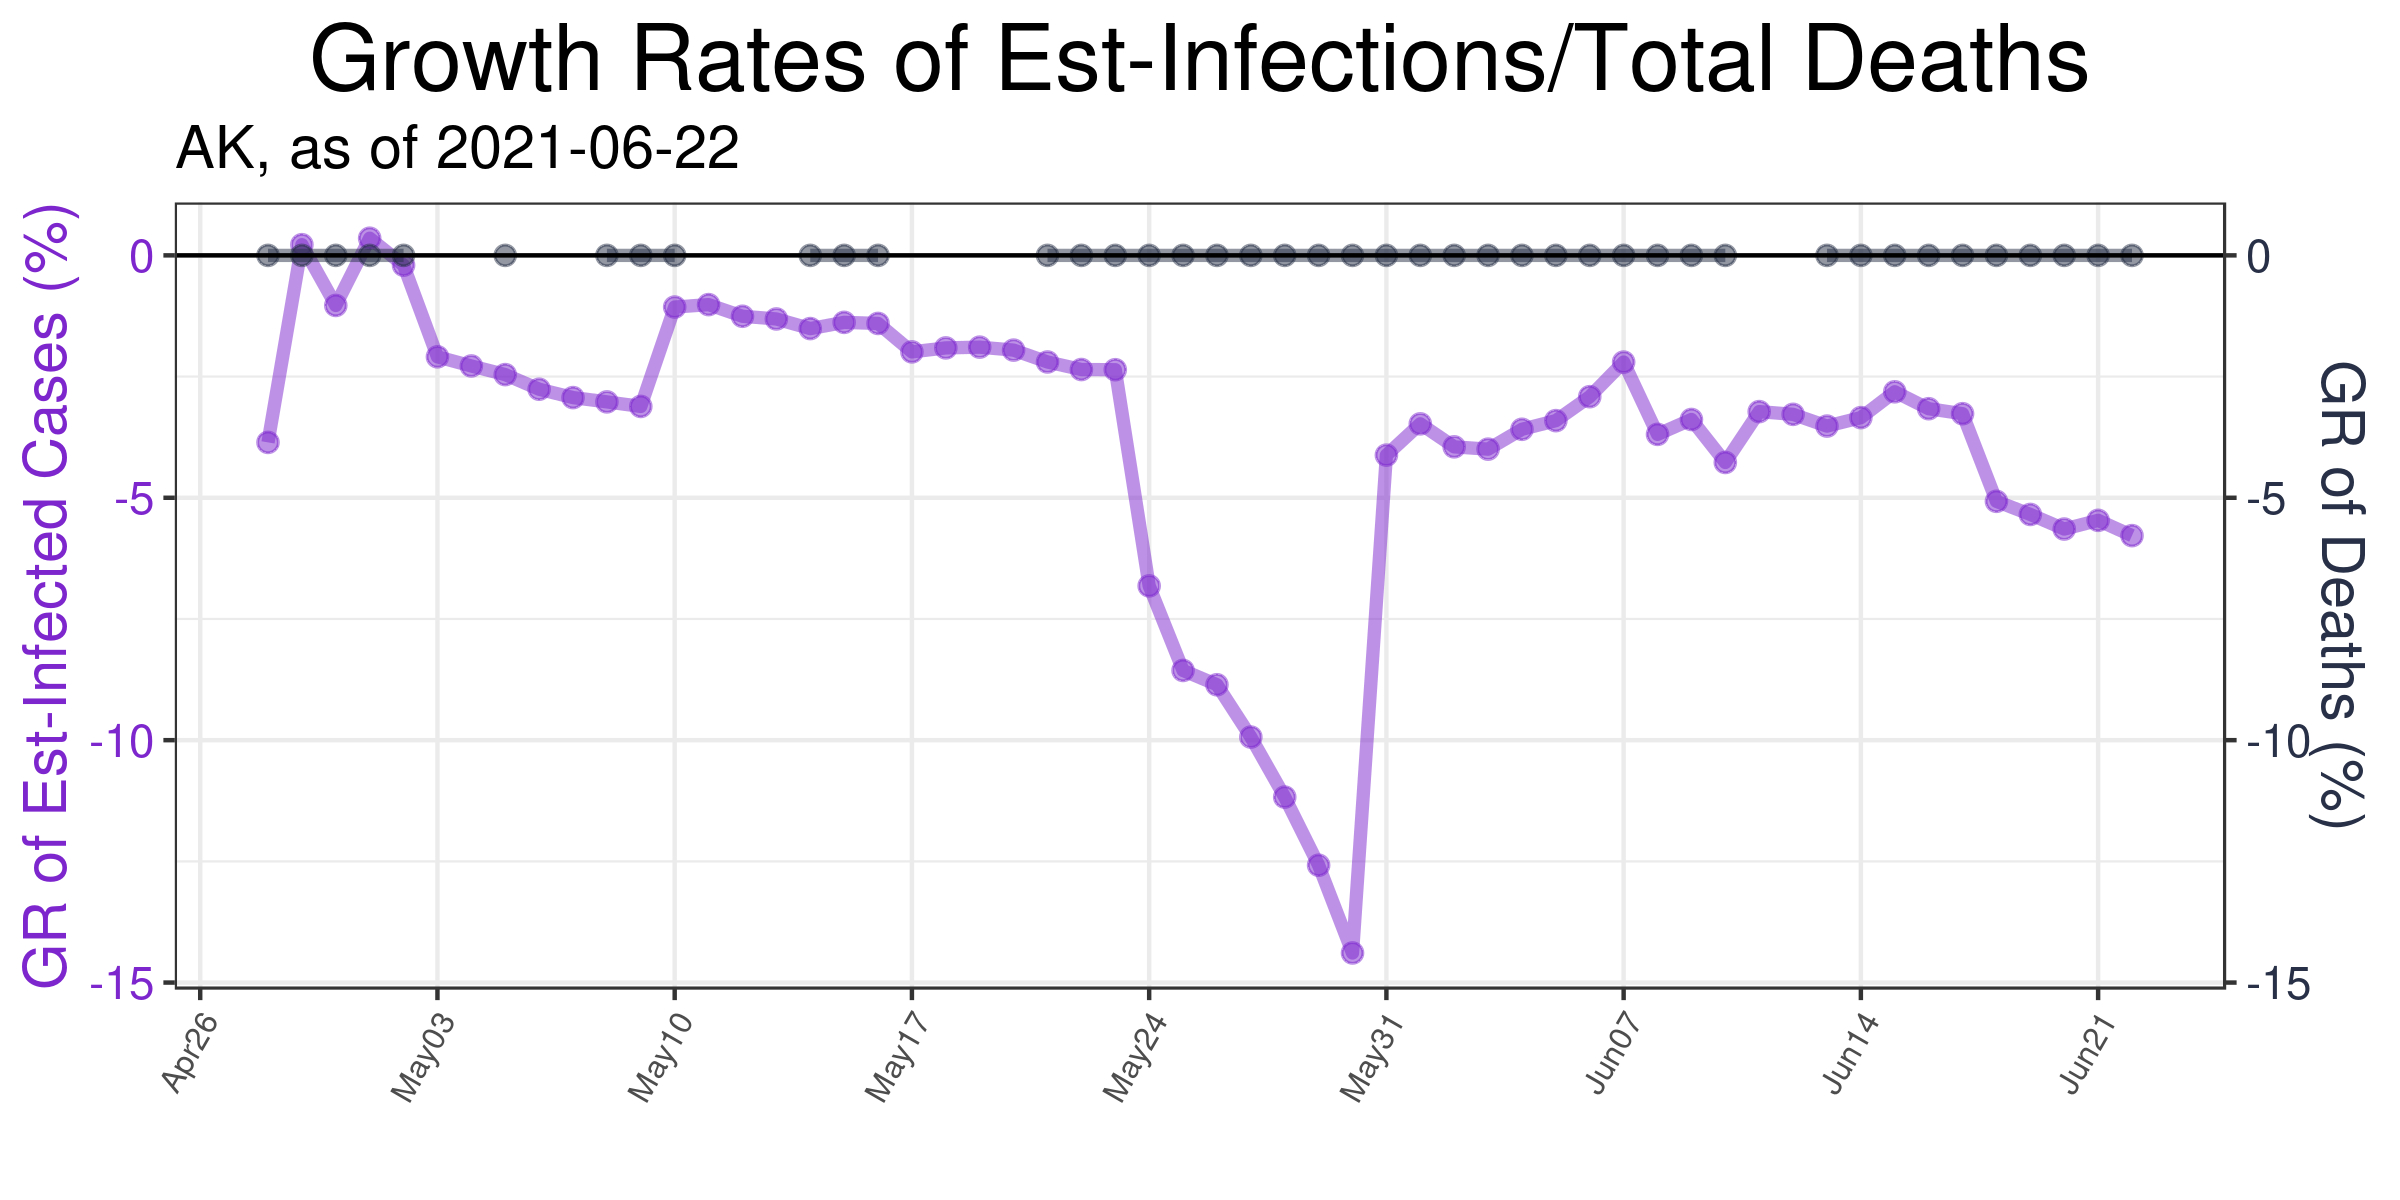 Growth Rates of Est-Infections/Total Deaths
AK, as of 2021-06-22
GR of Est-Infected Cases (%)
0
-5
-10
-15
0
-5
-10
-15
GR of Deaths (%)
Apr26
May03
May10
May17
May24
May31
Jun07
Jun14
Jun21